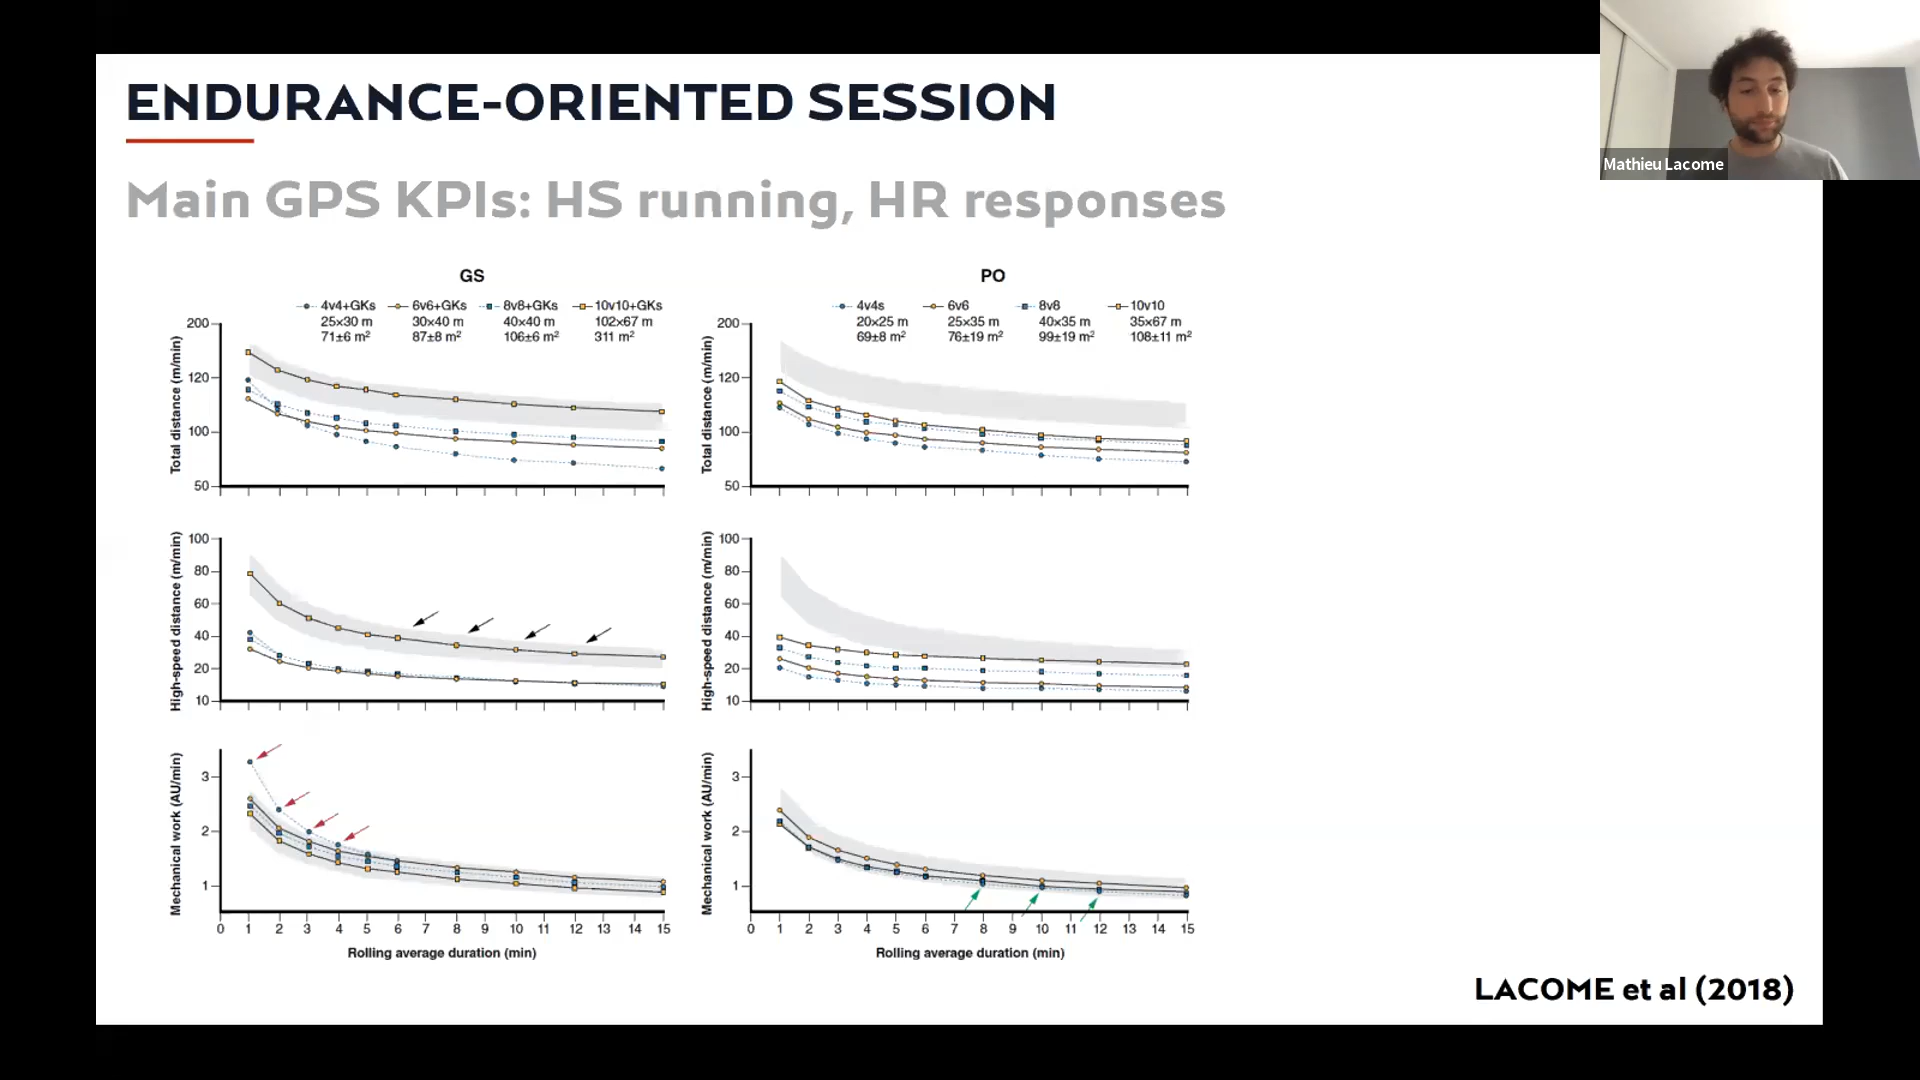 ENDURANCE-ORIENTED SESSION
Mathieu Lacome
Main GPS KPIs: HS running, HR responses
GS
4v4+GKs 6v6+GKs 8v8+GKs 10v10+GKs
25×30 m 30×40 m 40×40 m 102×67 m
71±6 m² 87±8 m² 106±6 m² 311 m²
Total distance (m/min)
200
120
100
50
PO
4v4s 6v6 8v8 10v10
20×25 m 25×35 m 40×35 m 35×67 m
69±8 m² 76±19 m² 99±19 m² 108±11 m²
Total distance (m/min)
200
120
100
50
High-speed distance (m/min)
100
80
60
40
20
10
High-speed distance (m/min)
100
80
60
40
20
10
Mechanical work (AU/min)
3
2
1
0 1 2 3 4 5 6 7 8 9 10 11 12 13 14 15
Rolling average duration (min)
Mechanical work (AU/min)
3
2
1
0 1 2 3 4 5 6 7 8 9 10 11 12 13 14 15
Rolling average duration (min)
LACOME et al (2018)